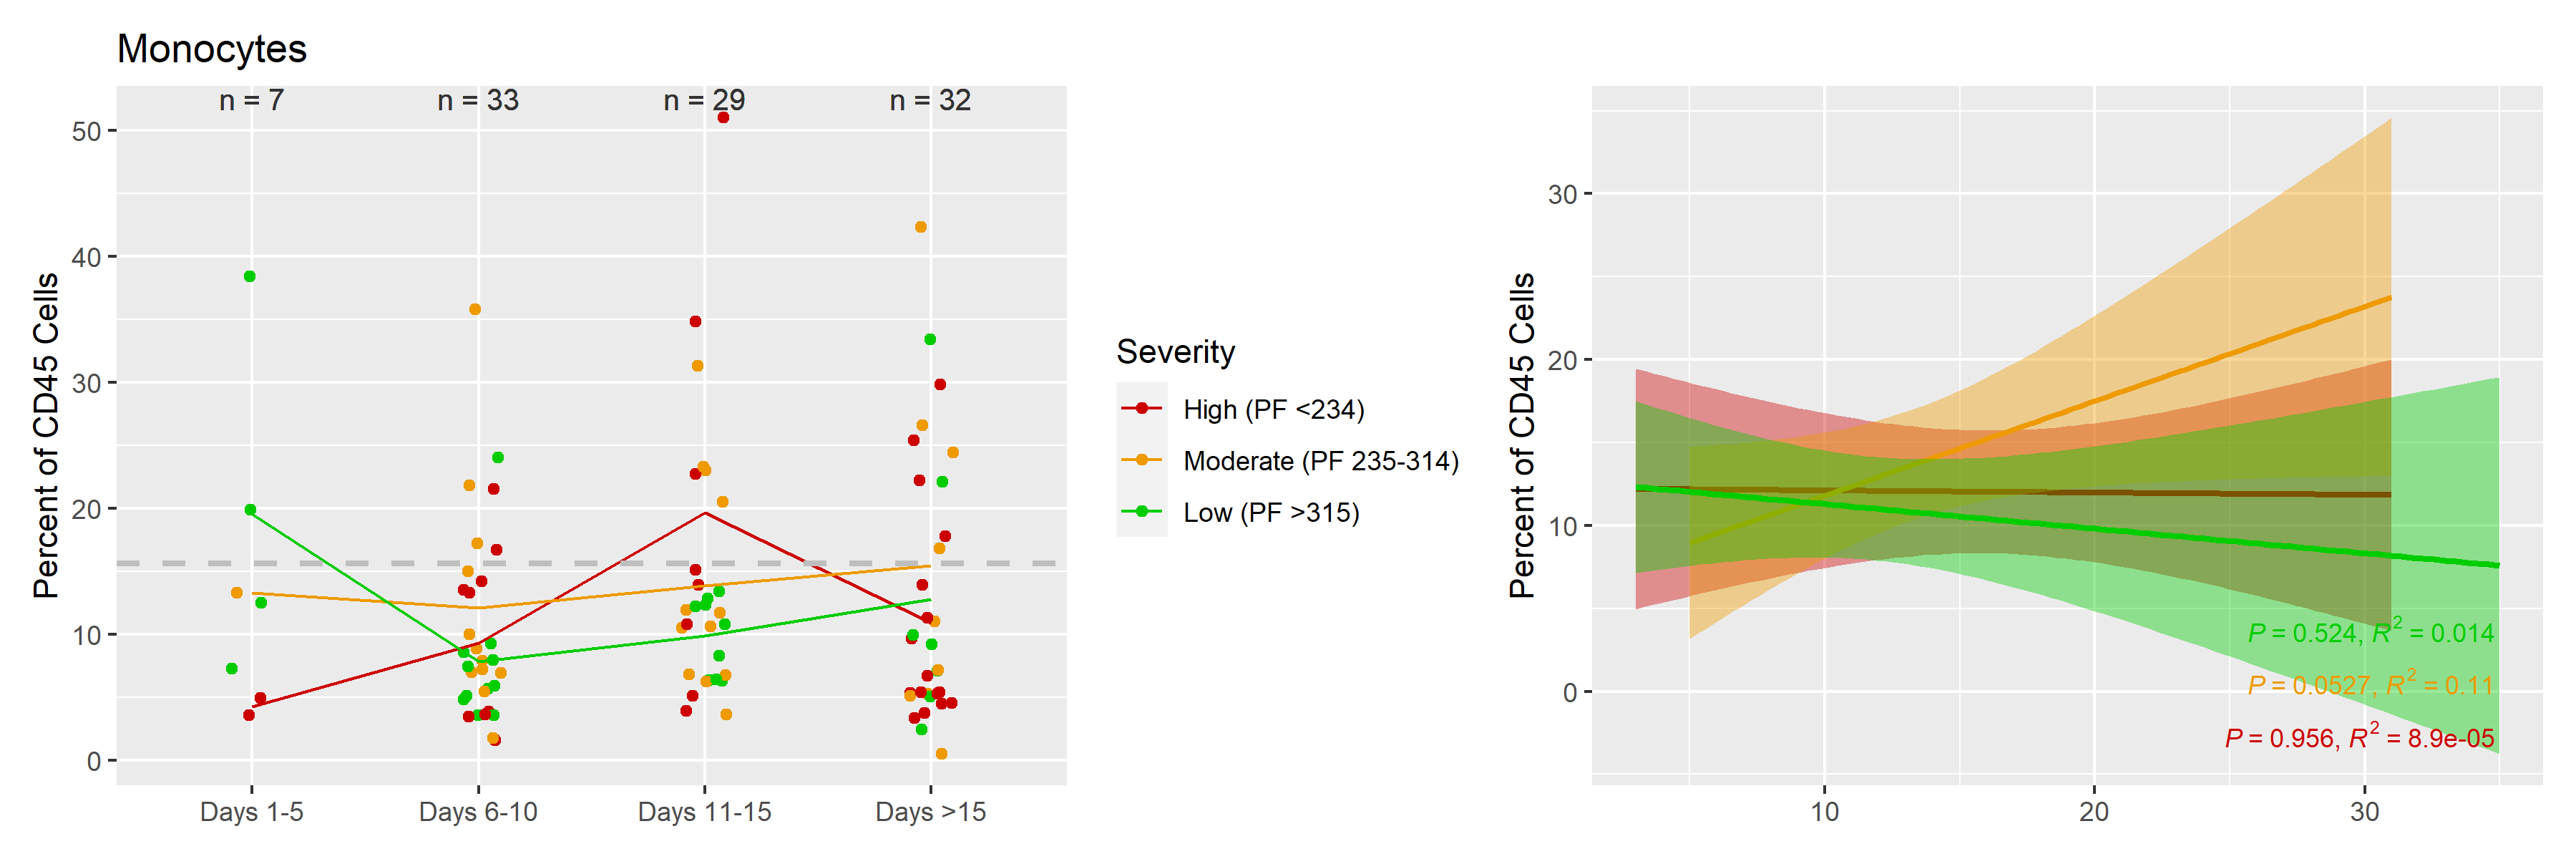 Monocytes
n = 7
n = 33
n = 29
n = 32
Percent of CD45 Cells
50
40
30
20
10
0
Days 1-5
Days 6-10
Days 11-15
Days >15
Severity
High (PF <234)
Moderate (PF 235-314)
Low (PF >315)
Percent of CD45 Cells
30
20
10
0
P = 0.524, R² = 0.014
P = 0.0527, R² = 0.11
P = 0.956, R² = 8.9e-05
10
20
30